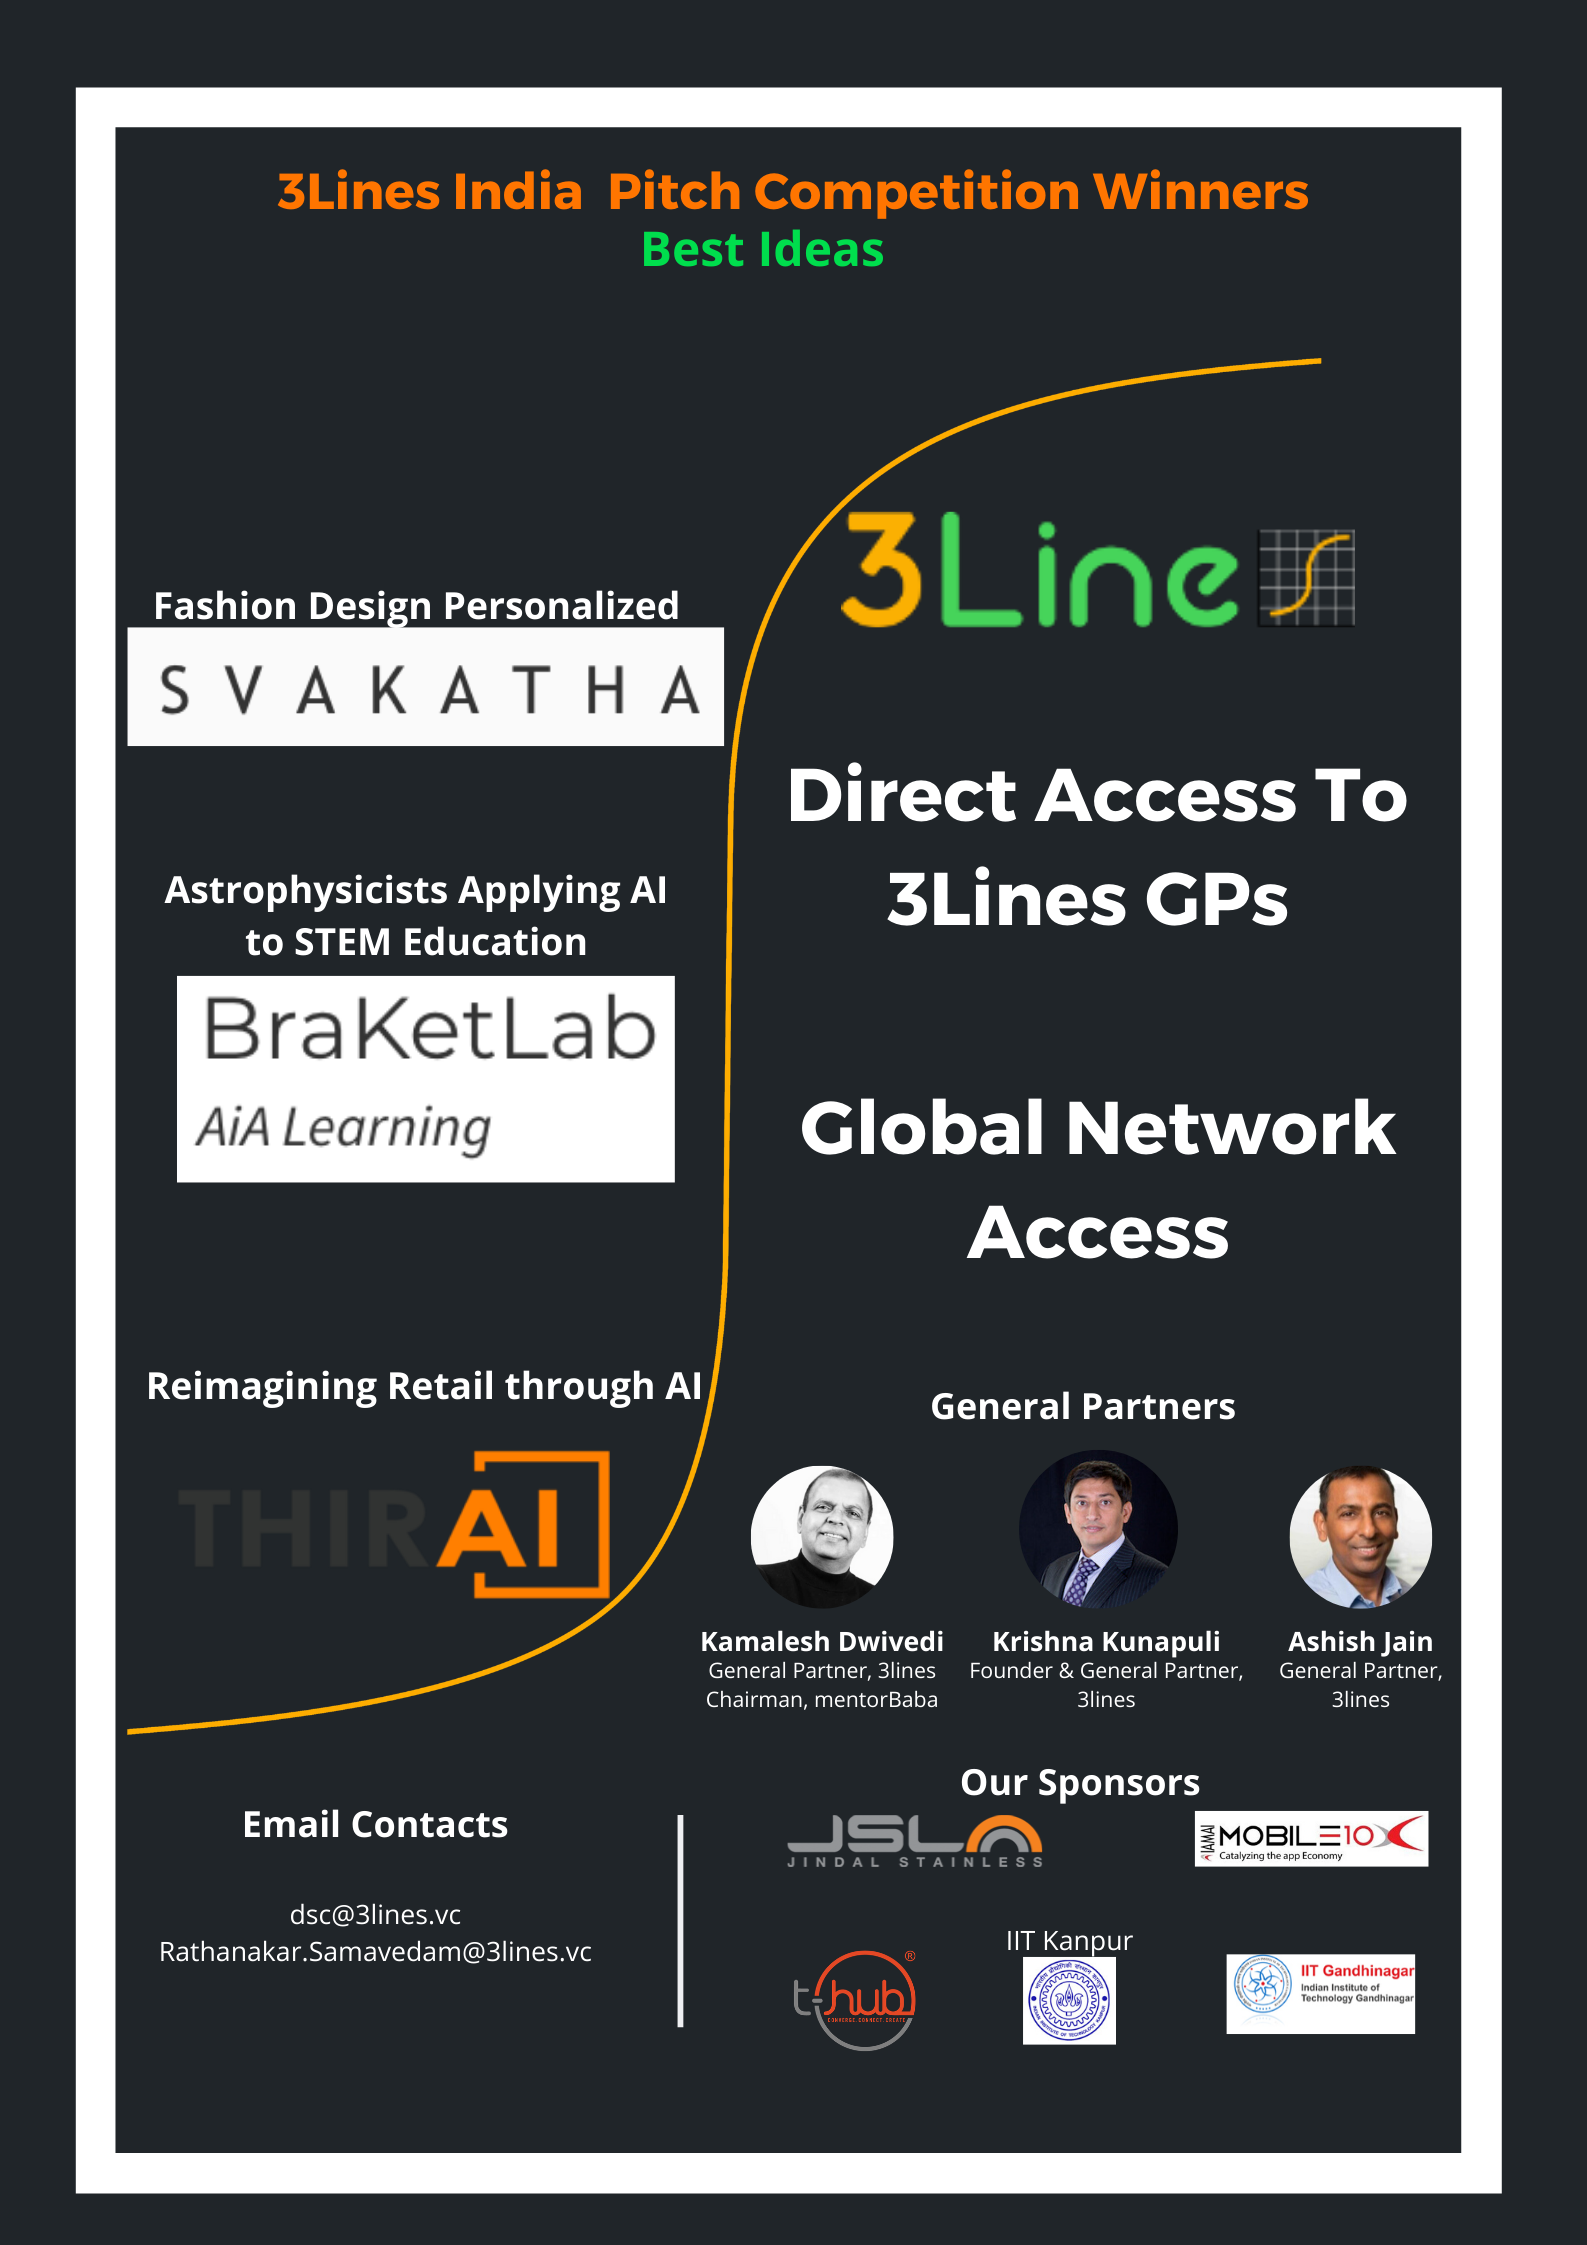 3Lines India Pitch Competition Winners
Best Ideas
3Lines
Fashion Design Personalized
SVAKATHA
Direct Access To
3Lines GPs
Astrophysicists Applying AI
to STEM Education
BraKetLab
AiA Learning
Global Network
Access
Reimagining Retail through AI
THIRAI
General Partners
Kamalesh Dwivedi
General Partner, 3lines
Chairman, mentorBaba
Krishna Kunapuli
Founder & General Partner,
3lines
Ashish Jain
General Partner,
3lines
Email Contacts
dsc@3lines.vc
Rathanakar.Samavedam@3lines.vc
Our Sponsors
JSL
JINDAL STAINLESS
IAMAI
MOBILE10X
Catalyzing the app Economy
t-hub®
CONVERGE.CONNECT.CREATE
IIT Kanpur
IIT Gandhinagar
Indian Institute of
Technology Gandhinagar